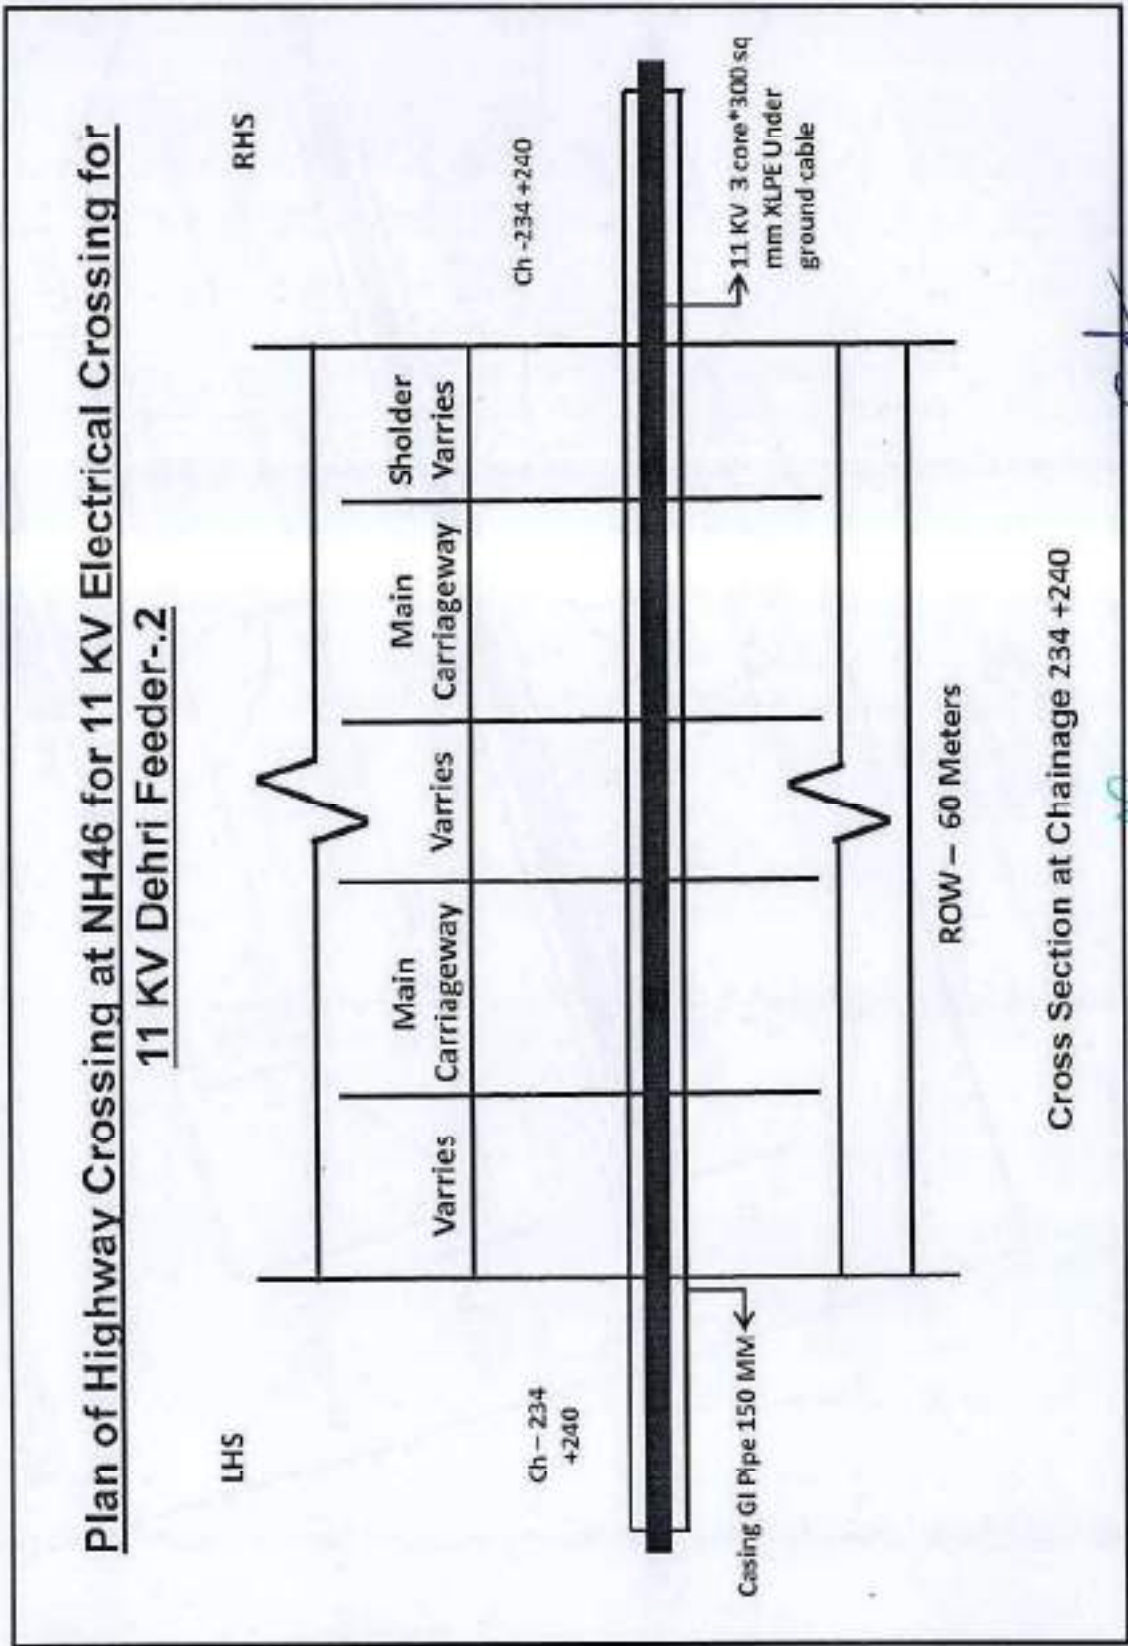 Plan of Highway Crossing at NH46 for 11 KV Electrical Crossing for
11 KV Dehri Feeder-.2
LHS
RHS
Varries
Main
Carriageway
Varries
Main
Carriageway
Sholder
Varries
Ch – 234
+240
Ch -234 +240
Casing GI Pipe 150 MM
11 KV 3 core*300 sq
mm XLPE Under
ground cable
ROW – 60 Meters
Cross Section at Chainage 234 +240